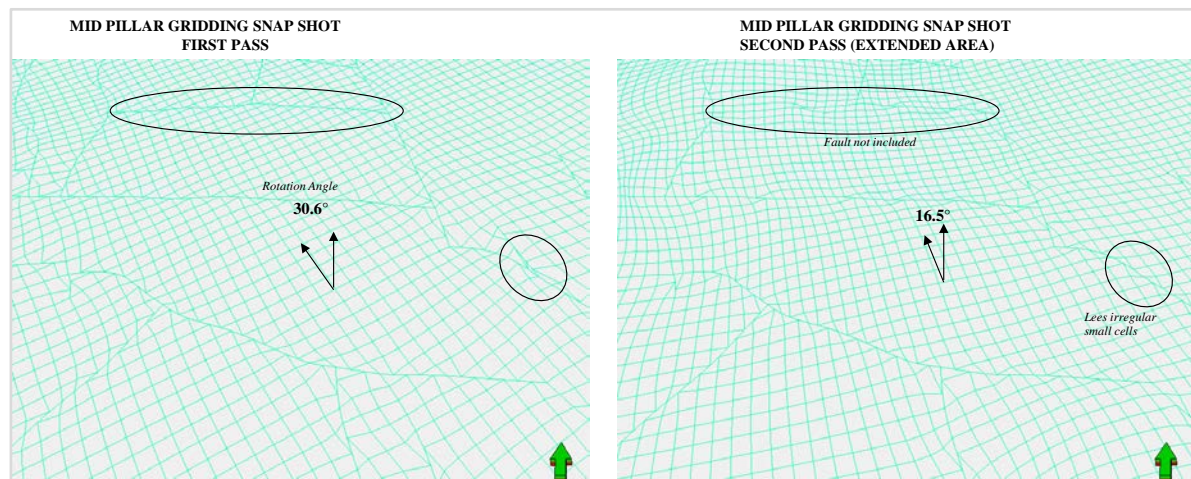 MID PILLAR GRIDDING SNAP SHOT
FIRST PASS
Rotation Angle
30.6°
MID PILLAR GRIDDING SNAP SHOT
SECOND PASS (EXTENDED AREA)
Fault not included
16.5°
Lees irregular
small cells